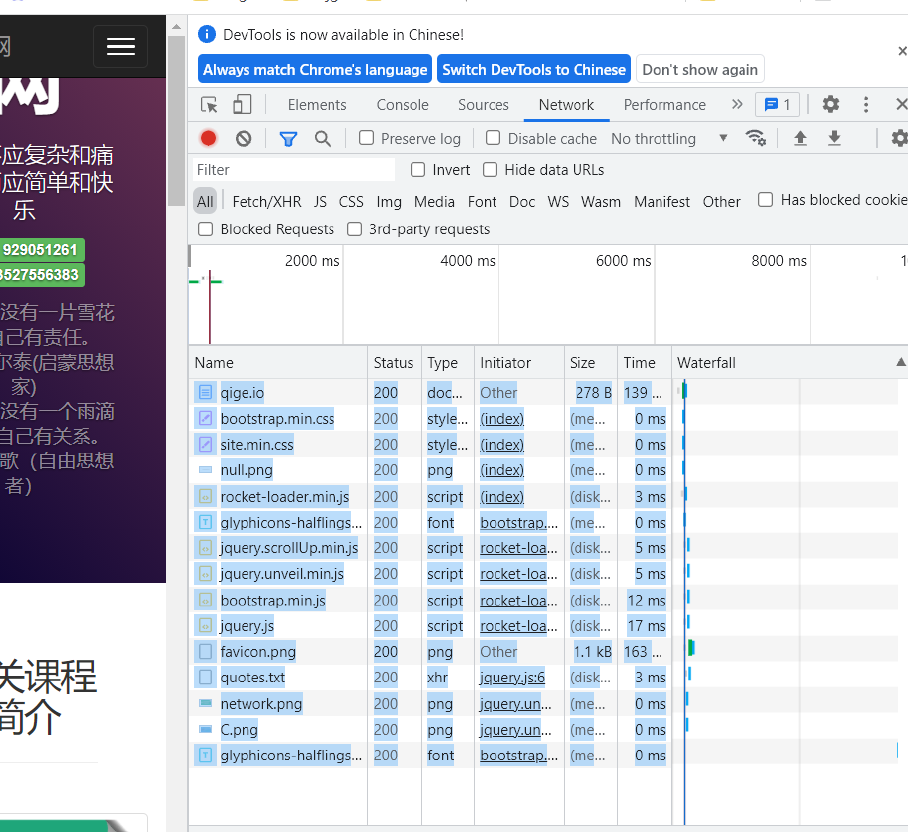 DevTools is now available in Chinese!
Always match Chrome's language Switch DevTools to Chinese Don't show again
网
Elements Console Sources Network Performance 1
网
Preserve log Disable cache No throttling
应复杂和痛
应简单和快
乐
Filter Invert Hide data URLs
All Fetch/XHR JS CSS Img Media Font Doc WS Wasm Manifest Other Has blocked cookie
Blocked Requests 3rd-party requests
929051261
3527556383
2000 ms 4000 ms 6000 ms 8000 ms
没有一片雪花
自己有责任。
尔泰(启蒙思想
家)
没有一个雨滴
自己有关系。
歌（自由思想
者）
Name Status Type Initiator Size Time Waterfall
qige.io 200 doc... Other 278 B 139 ...
bootstrap.min.css 200 style... (index) (me... 0 ms
site.min.css 200 style... (index) (me... 0 ms
null.png 200 png (index) (me... 0 ms
rocket-loader.min.js 200 script (index) (disk... 3 ms
glyphicons-halflings... 200 font bootstrap.... (me... 0 ms
jquery.scrollUp.min.js 200 script rocket-loa... (disk... 5 ms
jquery.unveil.min.js 200 script rocket-loa... (disk... 5 ms
bootstrap.min.js 200 script rocket-loa... (disk... 12 ms
jquery.js 200 script rocket-loa... (disk... 17 ms
favicon.png 200 png Other 1.1 kB 163 ...
quotes.txt 200 xhr jquery.js:6 (disk... 3 ms
network.png 200 png jquery.un... (me... 0 ms
C.png 200 png jquery.un... (me... 0 ms
glyphicons-halflings... 200 font bootstrap.... (me... 0 ms
关课程
简介